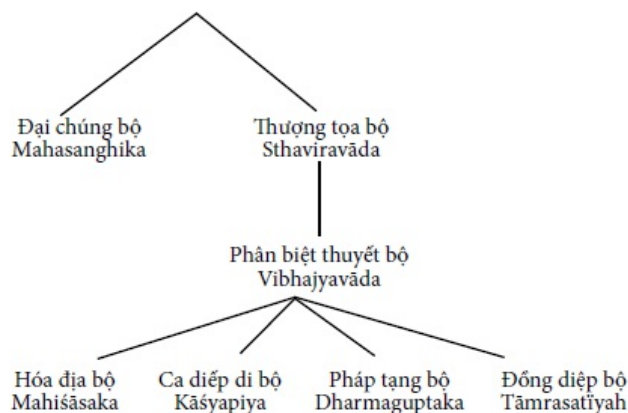 Đại chúng bộ
Mahasanghika
Thượng tọa bộ
Sthaviravāda
Phân biệt thuyết bộ
Vibhajyavāda
Hóa địa bộ
Mahiśāsaka
Ca diếp di bộ
Kāśyapiya
Pháp tạng bộ
Dharmaguptaka
Đồng diệp bộ
Tāmrasatïyah